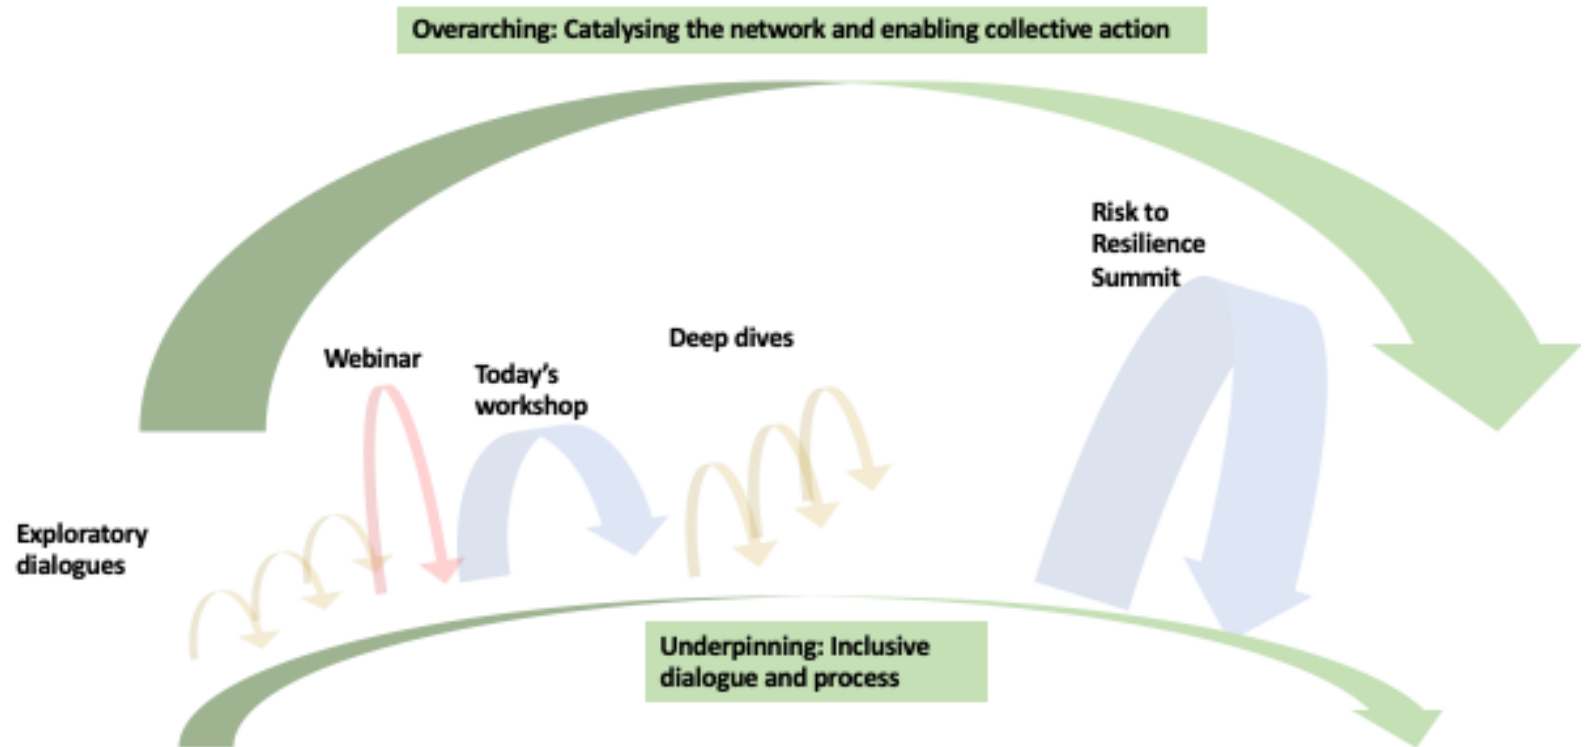 Overarching: Catalysing the network and enabling collective action
Risk to
Resilience
Summit
Deep dives
Webinar
Today’s
workshop
Exploratory
dialogues
Underpinning: Inclusive
dialogue and process